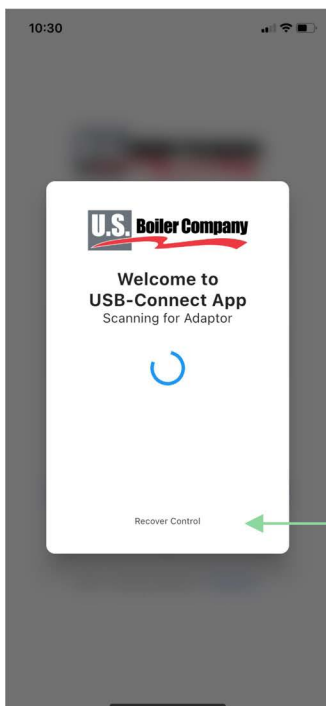 10:30
U.S. Boiler Company
Welcome to
USB-Connect App
Scanning for Adaptor
Recover Control